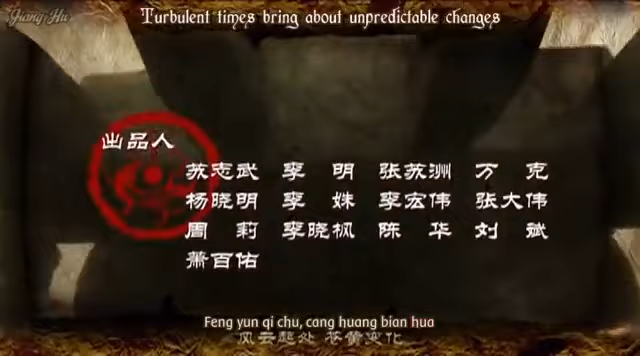 Jiang Hu
Turbulent times bring about unpredictable changes
出品人
苏志武 李明 张苏洲 万克
杨晓明 李姝 李宏伟 张大伟
周莉 李晓枫 陈华 刘斌
萧百佑
Feng yun qi chu, cang huang bian hua
风云起处 苍黄变化